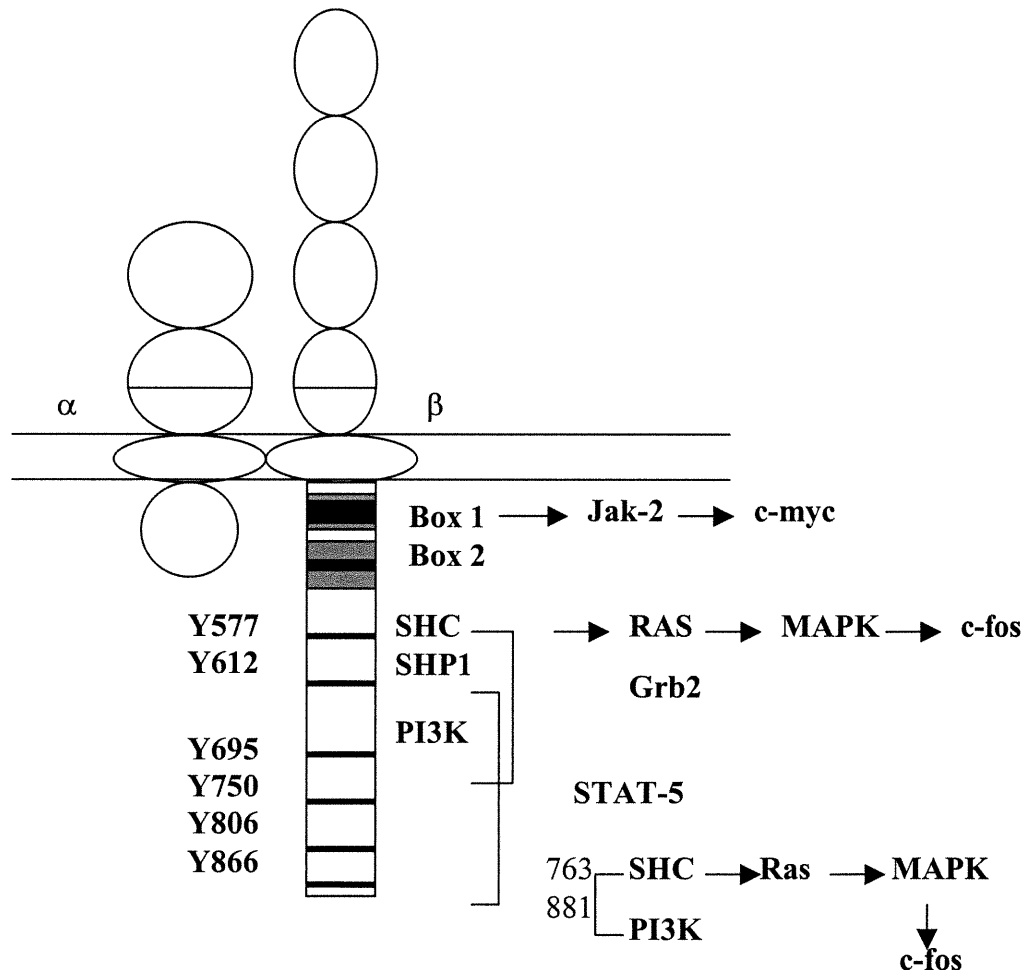 α β
Box 1 Jak-2 c-myc
Box 2
Y577 SHC RAS MAPK c-fos
Y612 SHP1
Grb2
PI3K
Y695
Y750 STAT-5
Y806
Y866 763 SHC Ras MAPK
881
PI3K
c-fos